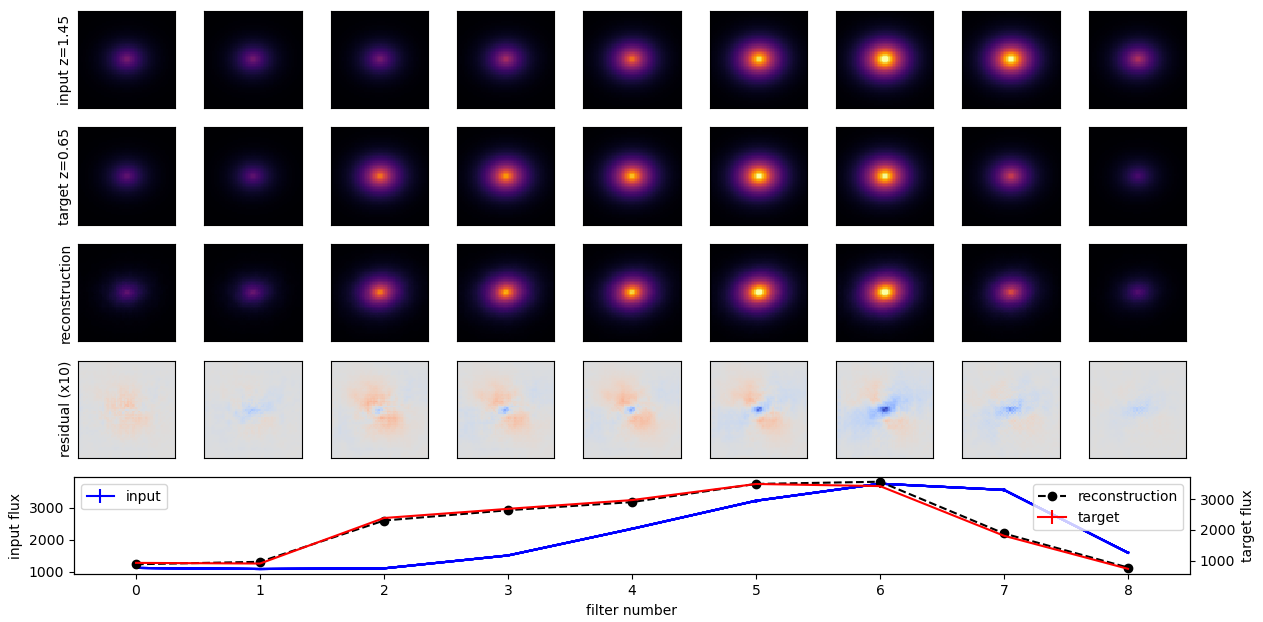 input z=1.45
target z=0.65
reconstruction
residual (x10)
input flux
3000
2000
1000
input
reconstruction
target
3000
2000
1000
target flux
0 1 2 3 4 5 6 7 8
filter number